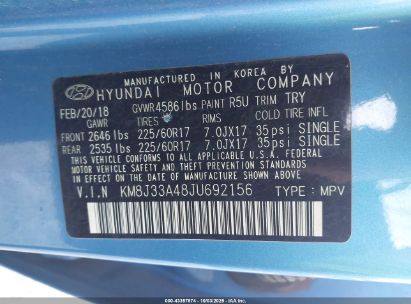 MANUFACTURED IN KOREA BY
HYUNDAI MOTOR COMPANY
FEB/20/18 GVWR 4586 lbs PAINT R5U TRIM TRY
GAWR TIRES RIMS COLD TIRE INFL
FRONT 2646 lbs 225/60R17 7.0JX17 35psi SINGLE
REAR 2535 lbs 225/60R17 7.0JX17 35psi SINGLE
THIS VEHICLE CONFORMS TO ALL APPLICABLE FEDERAL
MOTOR VEHICLE SAFETY, BUMPER, AND THEFT PREVENTION
STANDARDS IN EFFECT ON THE DATE OF MANUFACTURE SHOWN ABOVE.
V.I.N KM8J33A48JU692156 TYPE : MPV